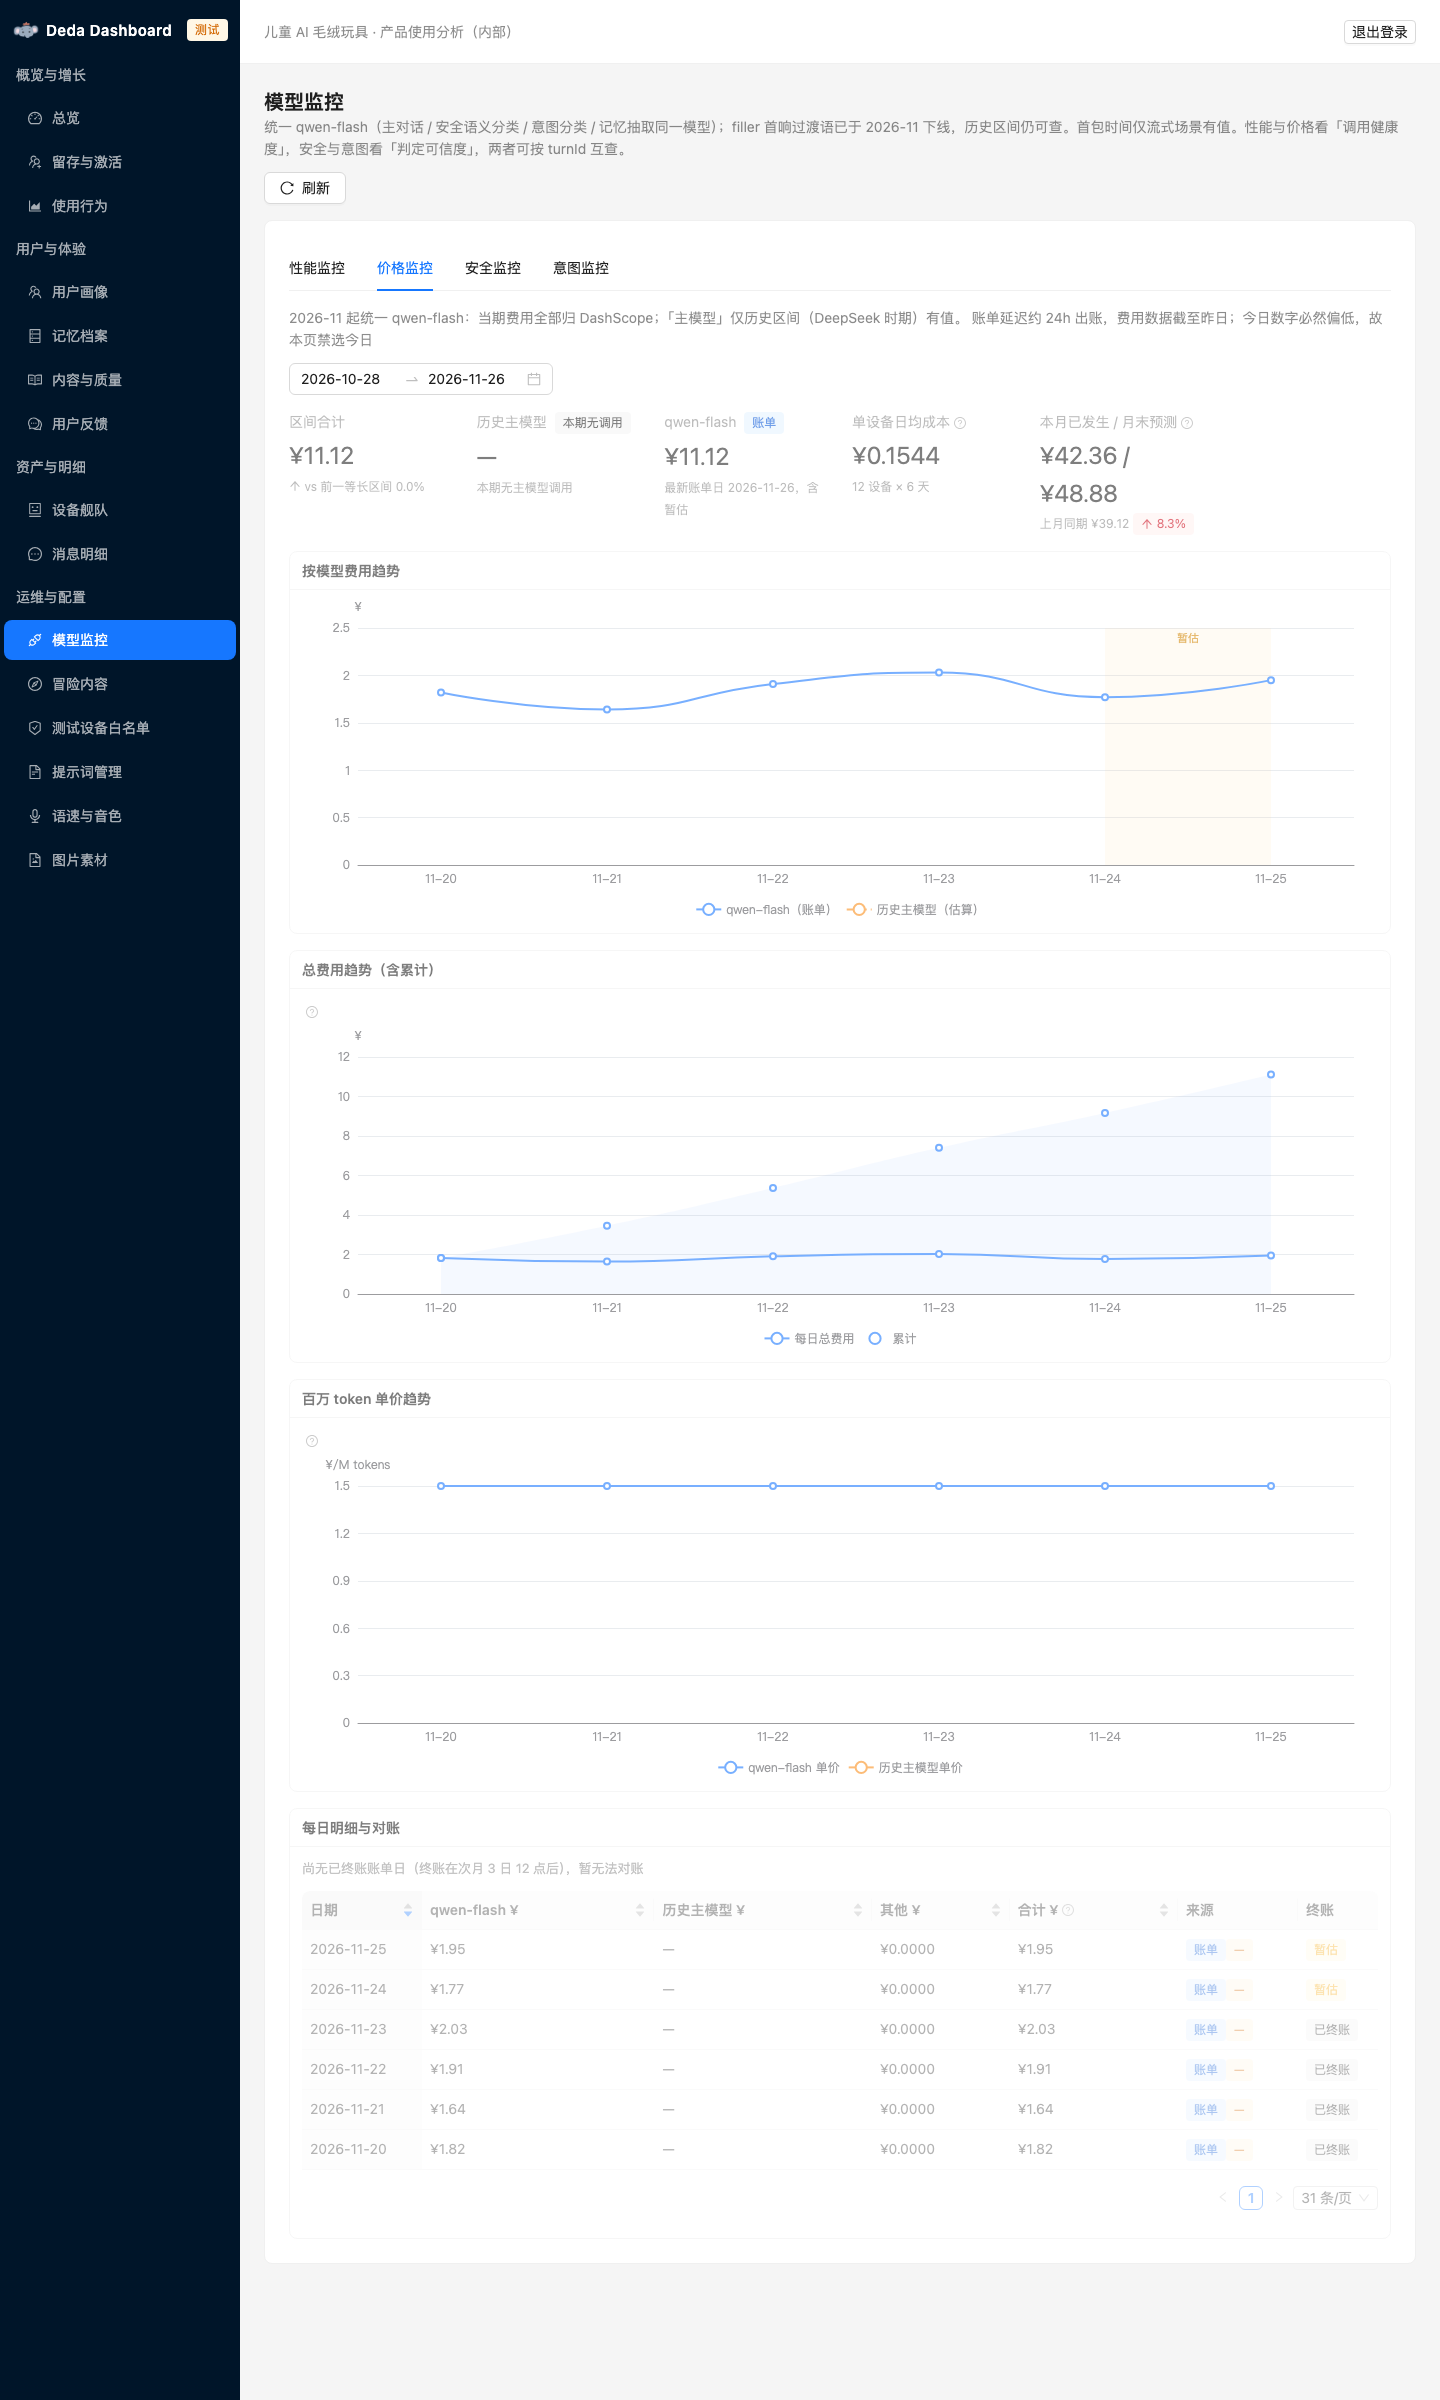 Deda Dashboard 测试
概览与增长
总览
留存与激活
使用行为
用户与体验
用户画像
记忆档案
内容与质量
用户反馈
资产与明细
设备舰队
消息明细
运维与配置
模型监控
冒险内容
测试设备白名单
提示词管理
语速与音色
图片素材
儿童 AI 毛绒玩具 · 产品使用分析（内部）
退出登录
模型监控
统一 qwen-flash（主对话 / 安全语义分类 / 意图分类 / 记忆抽取同一模型）；filler 首响过渡语已于 2026-11 下线，历史区间仍可查。首包时间仅流式场景有值。性能与价格看「调用健康
度」，安全与意图看「判定可信度」，两者可按 turnId 互查。
刷新
性能监控 价格监控 安全监控 意图监控
2026-11 起统一 qwen-flash：当期费用全部归 DashScope；「主模型」仅历史区间（DeepSeek 时期）有值。 账单延迟约 24h 出账，费用数据截至昨日；今日数字必然偏低，故
本页禁选今日
2026-10-28 → 2026-11-26
区间合计
¥11.12
↑ vs 前一等长区间 0.0%
历史主模型 本期无调用
—
本期无主模型调用
qwen-flash 账单
¥11.12
最新账单日 2026-11-26，含
暂估
单设备日均成本
¥0.1544
12 设备 × 6 天
本月已发生 / 月末预测
¥42.36 /
¥48.88
上月同期 ¥39.12 ↑ 8.3%
按模型费用趋势
¥
2.5
2
1.5
1
0.5
0
暂估
11-20 11-21 11-22 11-23 11-24 11-25
qwen-flash（账单） 历史主模型（估算）
总费用趋势（含累计）
¥
12
10
8
6
4
2
0
11-20 11-21 11-22 11-23 11-24 11-25
每日总费用 累计
百万 token 单价趋势
¥/M tokens
1.5
1.2
0.9
0.6
0.3
0
11-20 11-21 11-22 11-23 11-24 11-25
qwen-flash 单价 历史主模型单价
每日明细与对账
尚无已终账账单日（终账在次月 3 日 12 点后），暂无法对账
日期 qwen-flash ¥ 历史主模型 ¥ 其他 ¥ 合计 ¥ 来源 终账
2026-11-25 ¥1.95 — ¥0.0000 ¥1.95 账单 — 暂估
2026-11-24 ¥1.77 — ¥0.0000 ¥1.77 账单 — 暂估
2026-11-23 ¥2.03 — ¥0.0000 ¥2.03 账单 — 已终账
2026-11-22 ¥1.91 — ¥0.0000 ¥1.91 账单 — 已终账
2026-11-21 ¥1.64 — ¥0.0000 ¥1.64 账单 — 已终账
2026-11-20 ¥1.82 — ¥0.0000 ¥1.82 账单 — 已终账
1 31 条/页